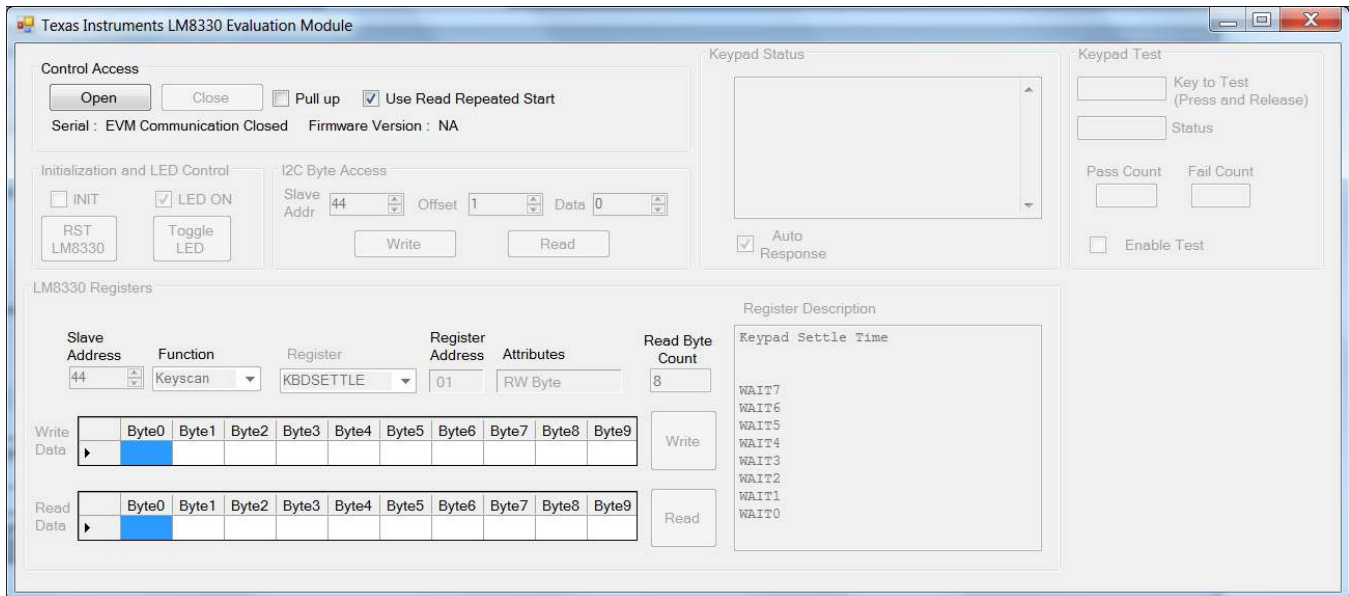 Texas Instruments LM8330 Evaluation Module
Control Access
Open Close Pull up Use Read Repeated Start
Serial : EVM Communication Closed Firmware Version : NA
Initialization and LED Control
INIT LED ON
RST
LM8330
Toggle
LED
I2C Byte Access
Slave
Addr
44 Offset 1 Data 0
Write Read
Keypad Status
Auto
Response
Keypad Test
Key to Test
(Press and Release)
Status
Pass Count Fail Count
Enable Test
LM8330 Registers
Slave
Address
Function
Register
Register
Address
Attributes
Read Byte
Count
44 Keyscan KBDSETTLE 01 RW Byte 8
Write
Data
Byte0 Byte1 Byte2 Byte3 Byte4 Byte5 Byte6 Byte7 Byte8 Byte9
Write
Read
Data
Byte0 Byte1 Byte2 Byte3 Byte4 Byte5 Byte6 Byte7 Byte8 Byte9
Read
Register Description
Keypad Settle Time
WAIT7
WAIT6
WAIT5
WAIT4
WAIT3
WAIT2
WAIT1
WAIT0